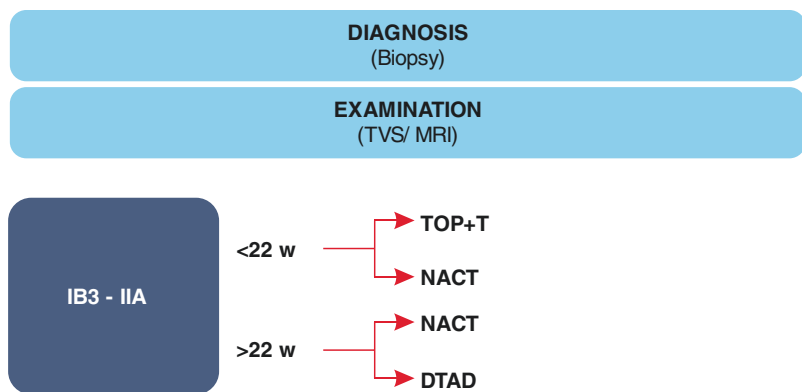 DIAGNOSIS
(Biopsy)
EXAMINATION
(TVS/ MRI)
IB3 - IIA
<22 w
TOP+T
NACT
>22 w
NACT
DTAD